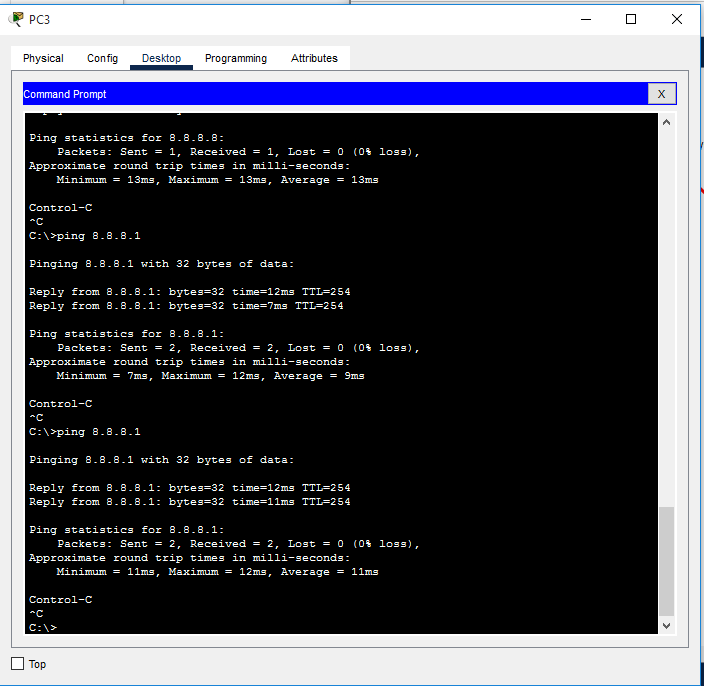 PC3
Physical Config Desktop Programming Attributes
Command Prompt X
Ping statistics for 8.8.8.8:
    Packets: Sent = 1, Received = 1, Lost = 0 (0% loss),
Approximate round trip times in milli-seconds:
    Minimum = 13ms, Maximum = 13ms, Average = 13ms
Control-C
^C
C:\>ping 8.8.8.1
Pinging 8.8.8.1 with 32 bytes of data:
Reply from 8.8.8.1: bytes=32 time=12ms TTL=254
Reply from 8.8.8.1: bytes=32 time=7ms TTL=254
Ping statistics for 8.8.8.1:
    Packets: Sent = 2, Received = 2, Lost = 0 (0% loss),
Approximate round trip times in milli-seconds:
    Minimum = 7ms, Maximum = 12ms, Average = 9ms
Control-C
^C
C:\>ping 8.8.8.1
Pinging 8.8.8.1 with 32 bytes of data:
Reply from 8.8.8.1: bytes=32 time=12ms TTL=254
Reply from 8.8.8.1: bytes=32 time=11ms TTL=254
Ping statistics for 8.8.8.1:
    Packets: Sent = 2, Received = 2, Lost = 0 (0% loss),
Approximate round trip times in milli-seconds:
    Minimum = 11ms, Maximum = 12ms, Average = 11ms
Control-C
^C
C:\>
Top